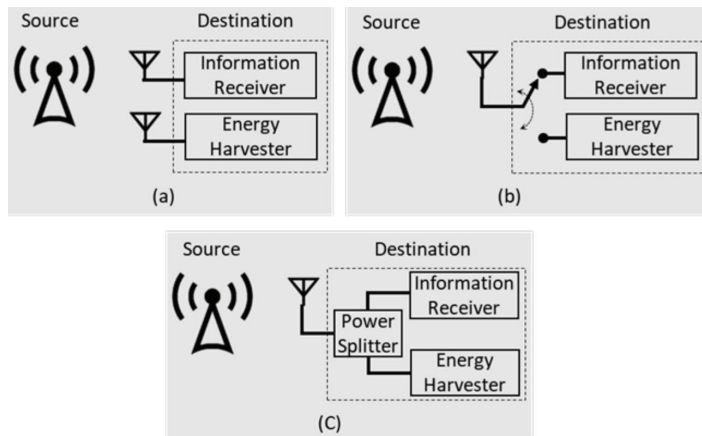 Source
Destination
Information
Receiver
Energy
Harvester
(a)
Source
Destination
Information
Receiver
Energy
Harvester
(b)
Source
Destination
Information
Receiver
Power
Splitter
Energy
Harvester
(C)